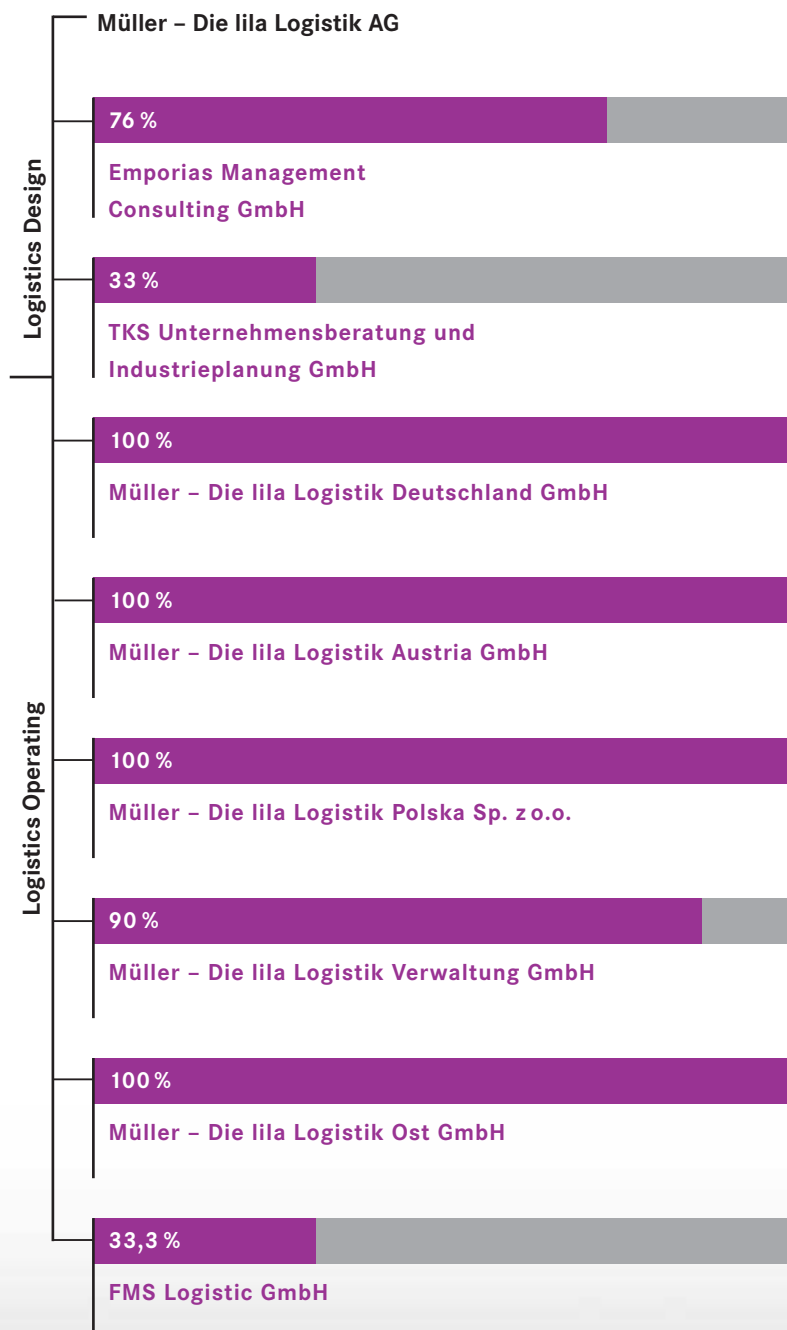 Müller – Die lila Logistik AG
Logistics Design
76 %
Emporias Management
Consulting GmbH
33 %
TKS Unternehmensberatung und
Industrieplanung GmbH
Logistics Operating
100 %
Müller – Die lila Logistik Deutschland GmbH
100 %
Müller – Die lila Logistik Austria GmbH
100 %
Müller – Die lila Logistik Polska Sp. z o.o.
90 %
Müller – Die lila Logistik Verwaltung GmbH
100 %
Müller – Die lila Logistik Ost GmbH
33,3 %
FMS Logistic GmbH